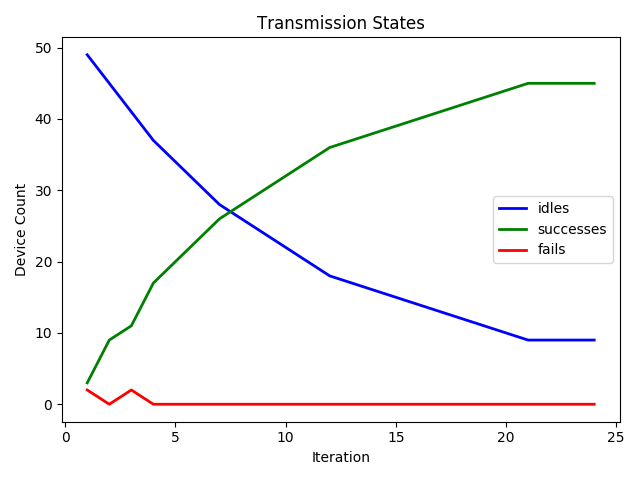 Transmission States
Device Count
50
40
30
20
10
0
idles
successes
fails
0 5 10 15 20 25
Iteration